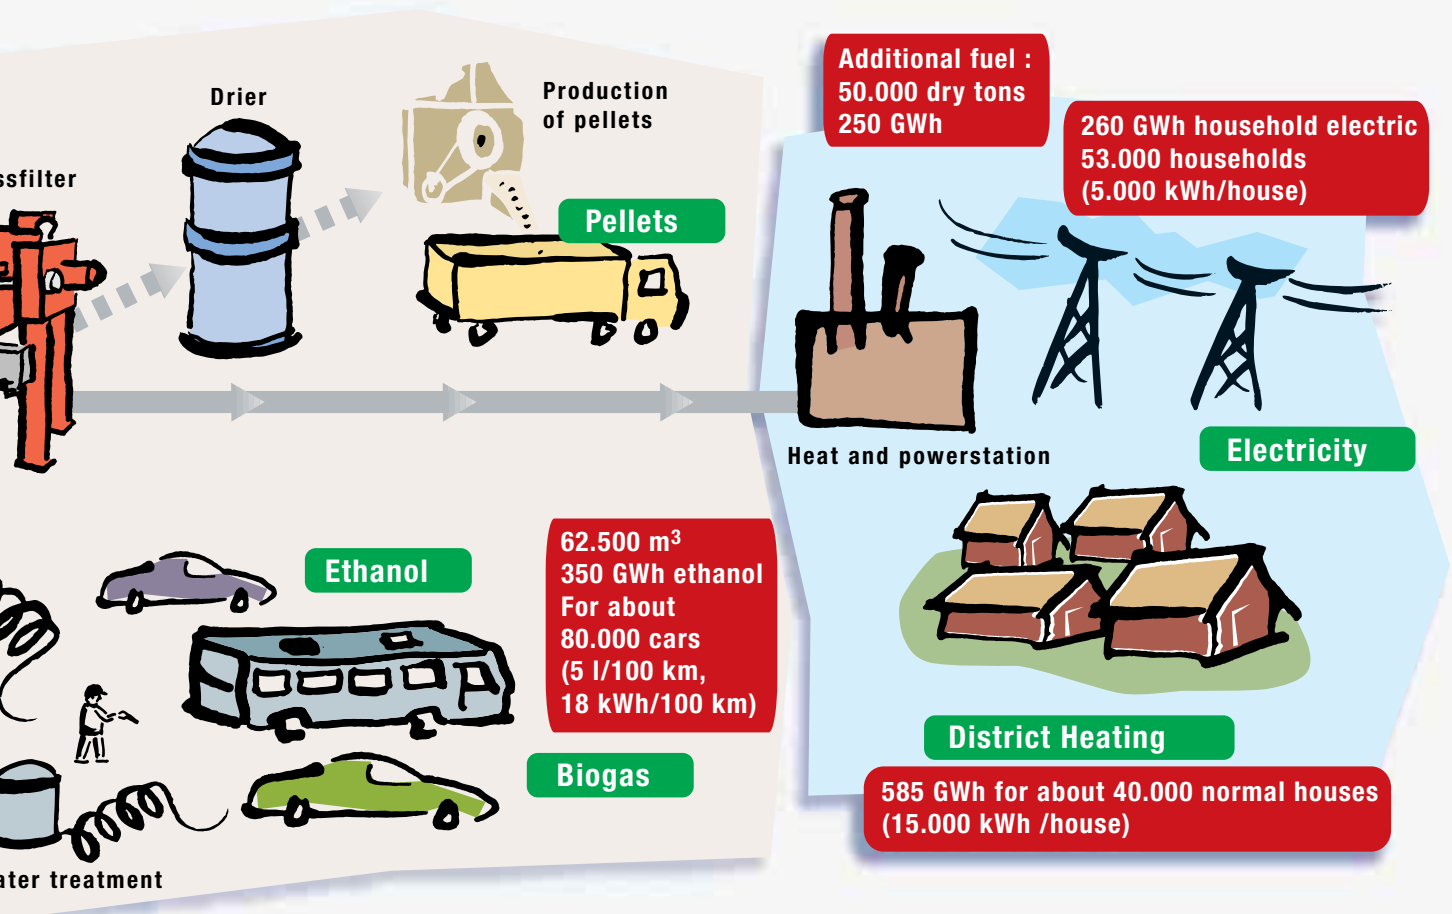 Drier
Production
of pellets
ssfilter
Pellets
Additional fuel :
50.000 dry tons
250 GWh
260 GWh household electric
53.000 households
(5.000 kWh/house)
Heat and powerstation
Electricity
Ethanol
62.500 m³
350 GWh ethanol
For about
80.000 cars
(5 l/100 km,
18 kWh/100 km)
Biogas
District Heating
585 GWh for about 40.000 normal houses
(15.000 kWh /house)
ater treatment